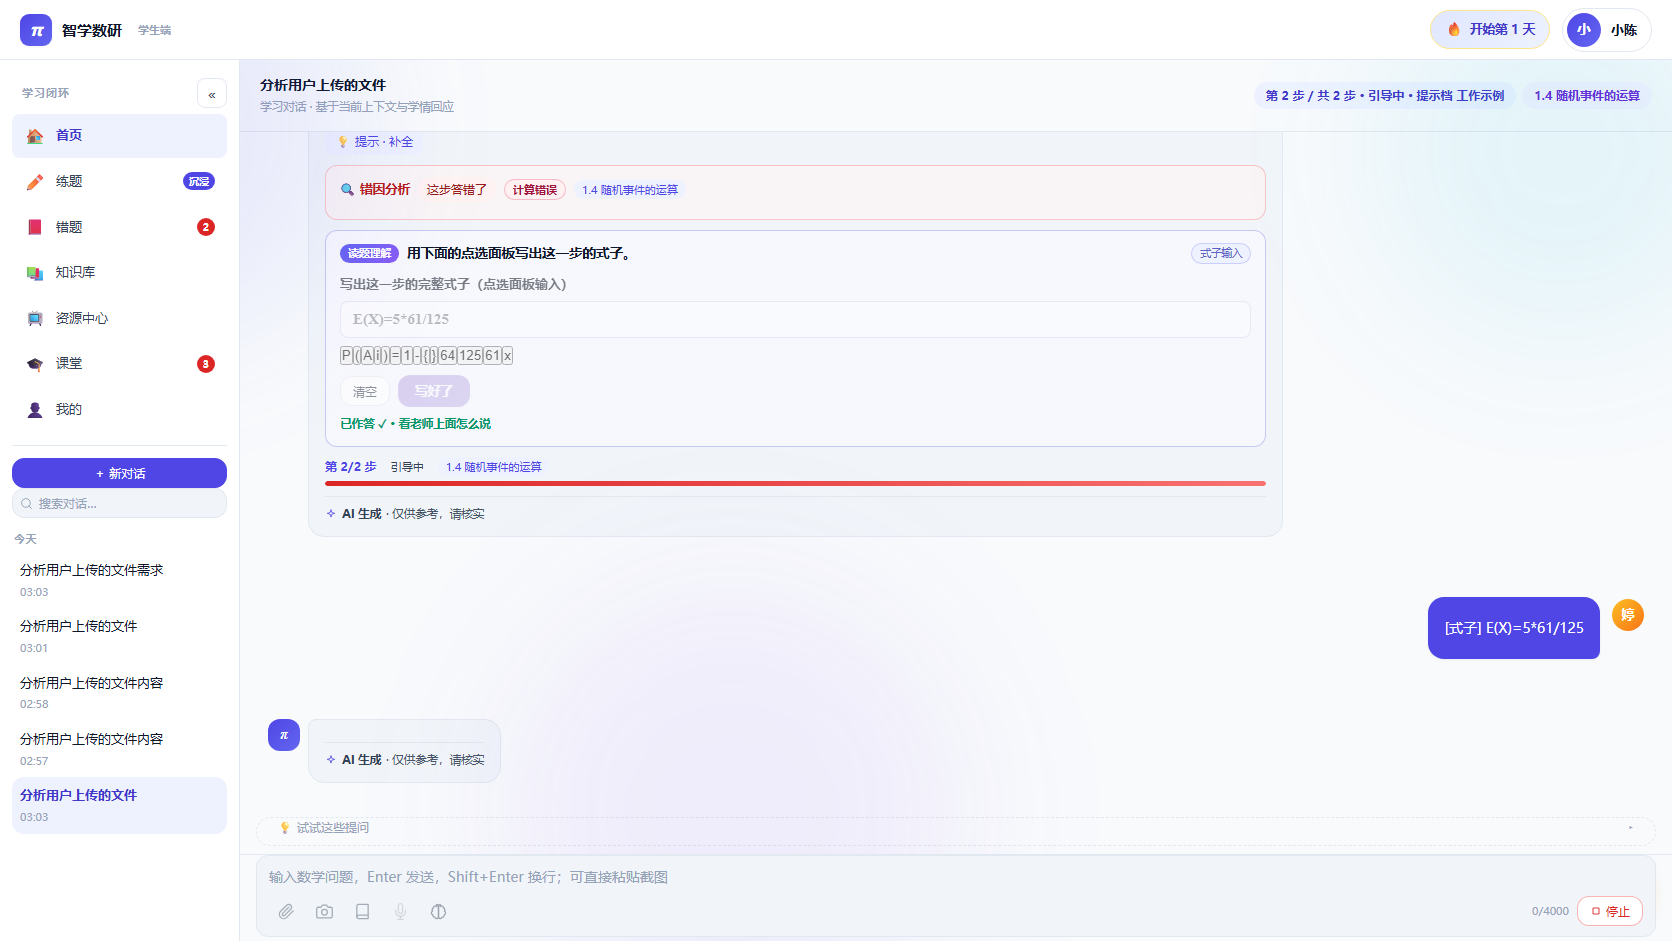 π 智学数研 学生端
开始第 1 天 小 小陈
学习闭环 «
首页
练题 沉浸
错题 2
知识库
资源中心
课堂 3
我的
+ 新对话
搜索对话...
今天
分析用户上传的文件需求
03:03
分析用户上传的文件
03:01
分析用户上传的文件内容
02:58
分析用户上传的文件内容
02:57
分析用户上传的文件
03:03
分析用户上传的文件
学习对话 · 基于当前上下文与学情回应
第 2 步 / 共 2 步 • 引导中 • 提示档 工作示例 1.4 随机事件的运算
提示 · 补全
错因分析 这步答错了 计算错误 1.4 随机事件的运算
读题理解 用下面的点选面板写出这一步的式子。 式子输入
写出这一步的完整式子（点选面板输入）
E(X)=5*61/125
P ( A i ) = 1 - { } 64 125 61 x
清空 写好了
已作答 ✓ • 看老师上面怎么说
第 2/2 步 引导中 1.4 随机事件的运算
AI 生成 · 仅供参考，请核实
[式子] E(X)=5*61/125 婷
π
AI 生成 · 仅供参考，请核实
试试这些提问
输入数学问题，Enter 发送，Shift+Enter 换行；可直接粘贴截图
0/4000 停止